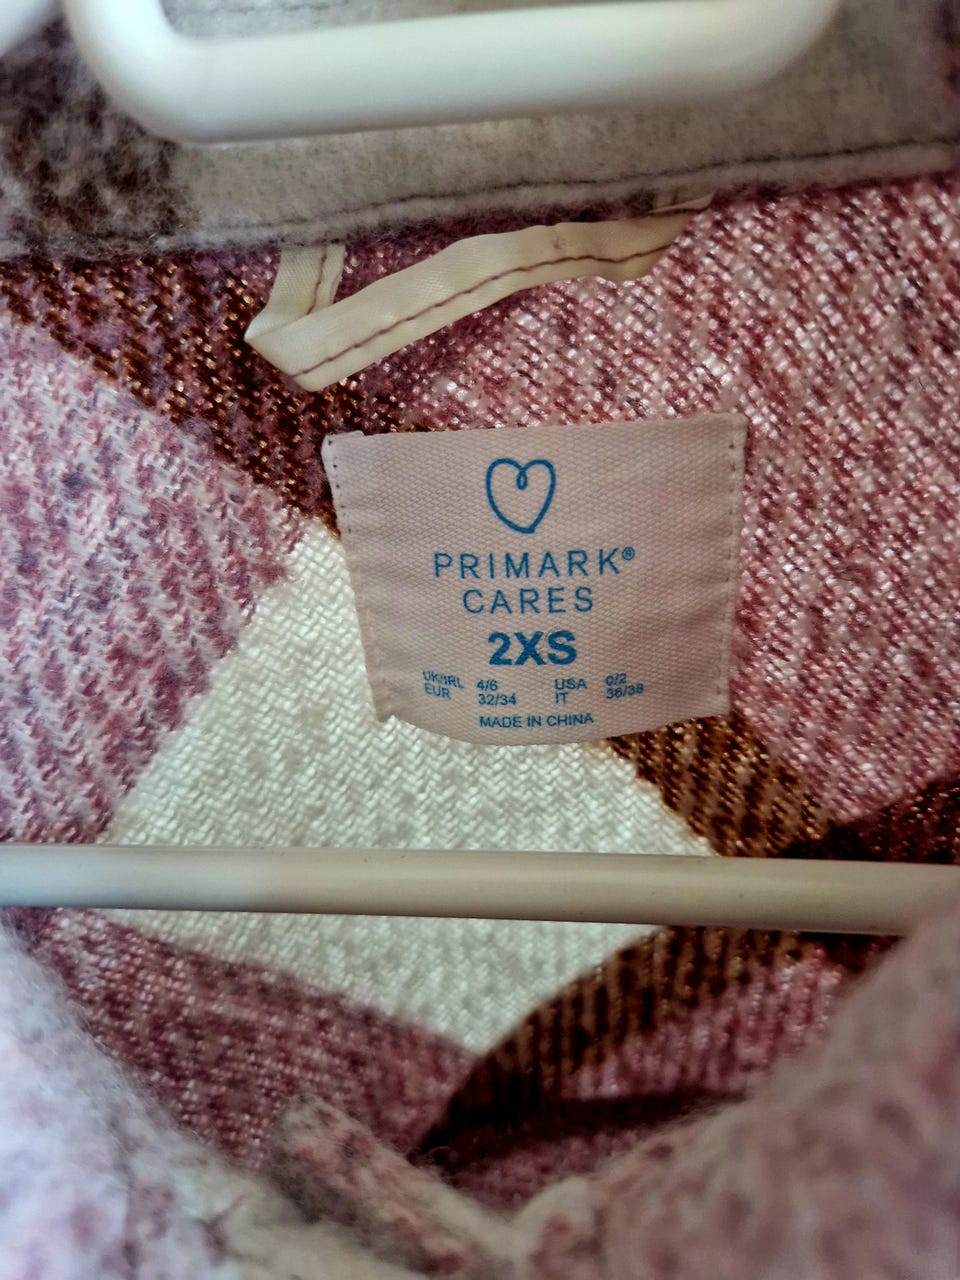 PRIMARK®
CARES
2XS
UK/IRL 4/6 USA 0/2
EUR 32/34 IT 36/38
MADE IN CHINA